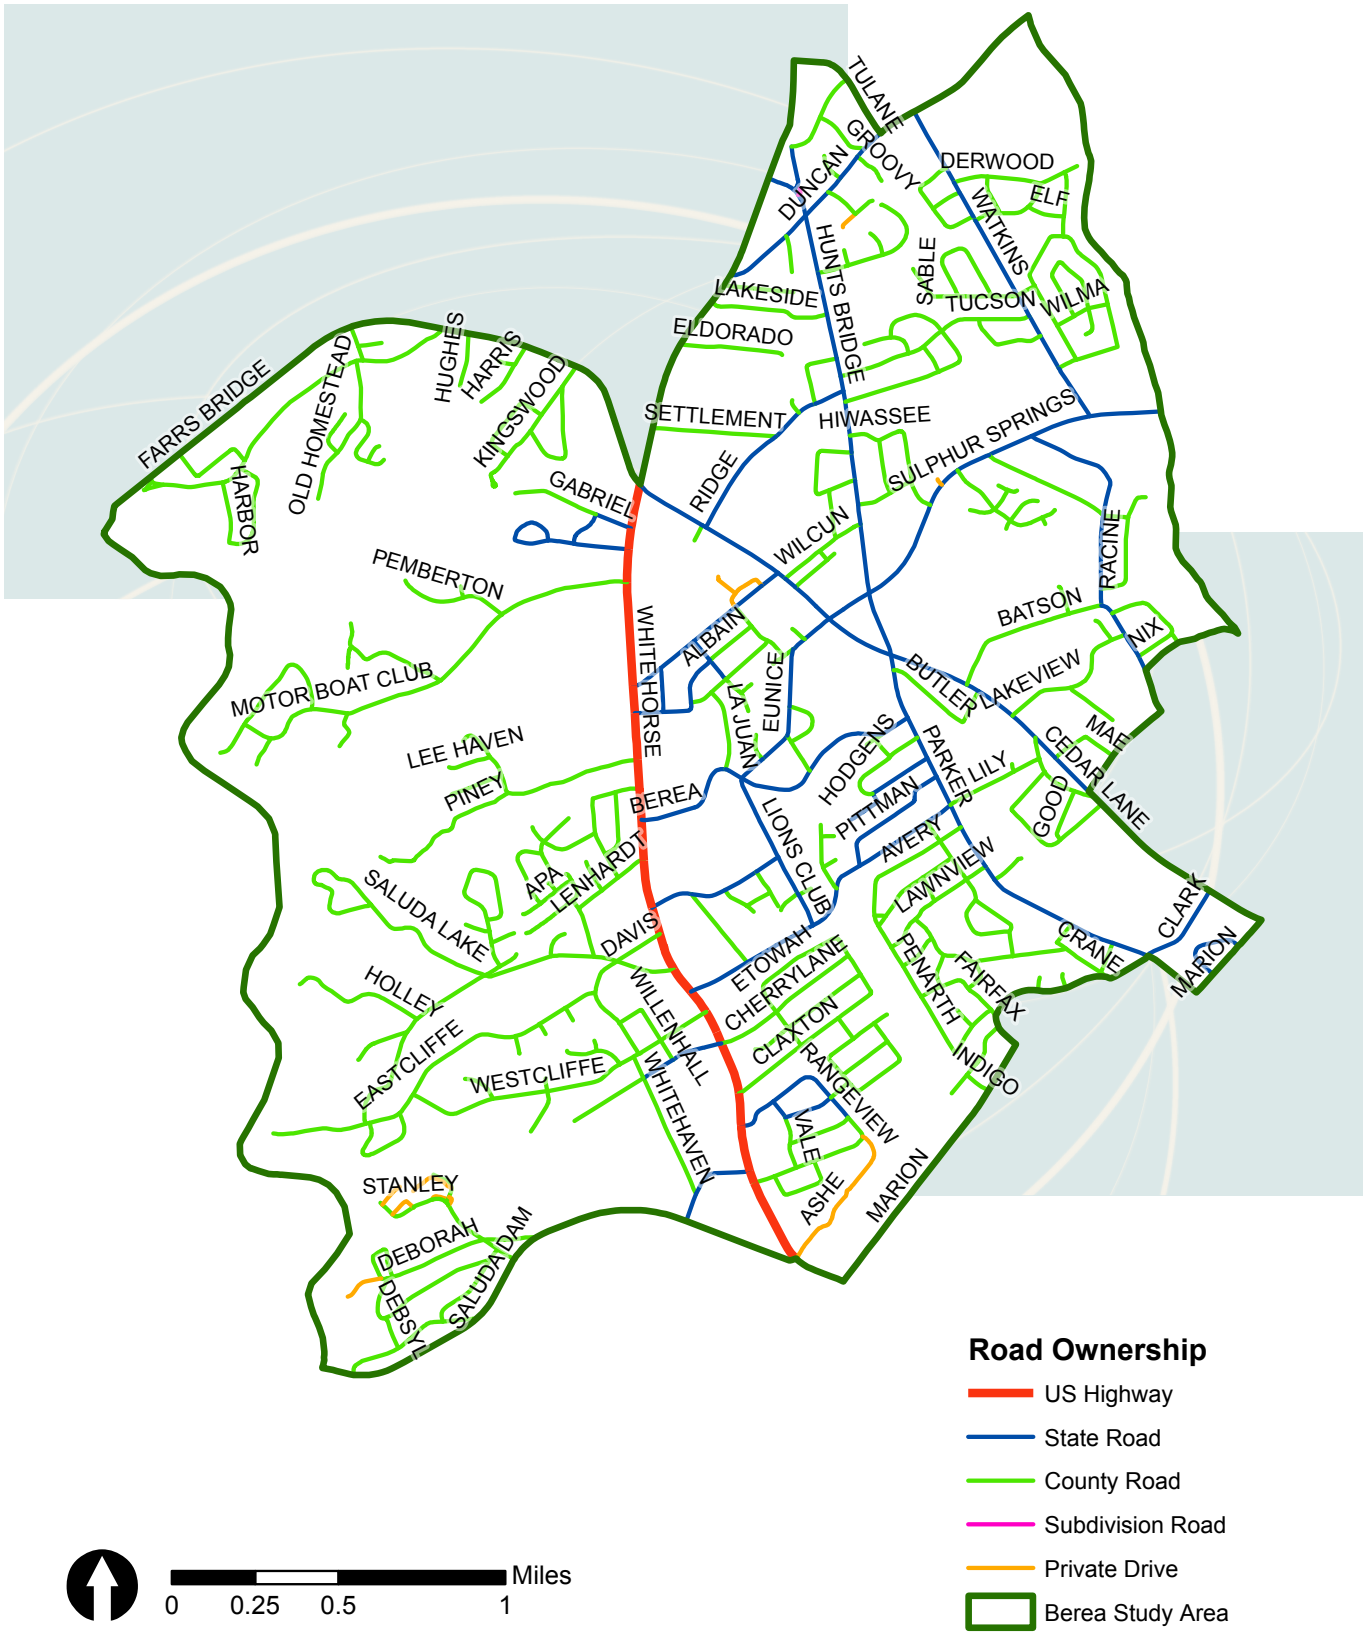 TULANE
GROOVY
DUNCAN
DERWOOD
ELF
WATKINS
HUNTS BRIDGE
SABLE
LAKESIDE
TUCSON
WILMA
ELDORADO
HUGHES
HARRIS
OLD HOMESTEAD
FARRS BRIDGE
KINGSWOOD
SETTLEMENT
HIWASSEE
SULPHUR SPRINGS
HARBOR
GABRIEL
RIDGE
WILCUN
RACINE
PEMBERTON
BATSON
NIX
WHITE HORSE
ALBAIN
EUNICE
LA JUAN
BUTLER
LAKEVIEW
MOTOR BOAT CLUB
MAE
LEE HAVEN
HODGENS
PARKER
LILY
CEDAR LANE
PINEY
BEREA
PITTMAN
GOOD
LIONS CLUB
AVERY
APA
LENHARDT
LAWNVIEW
SALUDA LAKE
CLARK
DAVIS
ETOWAH
CRANE
MARION
CHERRYLANE
PENARTH
FAIRFAX
HOLLEY
WILLENHALL
CLAXTON
EASTCLIFFE
RANGEVIEW
INDIGO
WESTCLIFFE
WHITEHAVEN
VALE
STANLEY
ASHE
MARION
DEBORAH
SALUDA DAM
DEBSYL
Road Ownership
US Highway
State Road
County Road
Subdivision Road
Private Drive
Berea Study Area
Miles
0 0.25 0.5 1